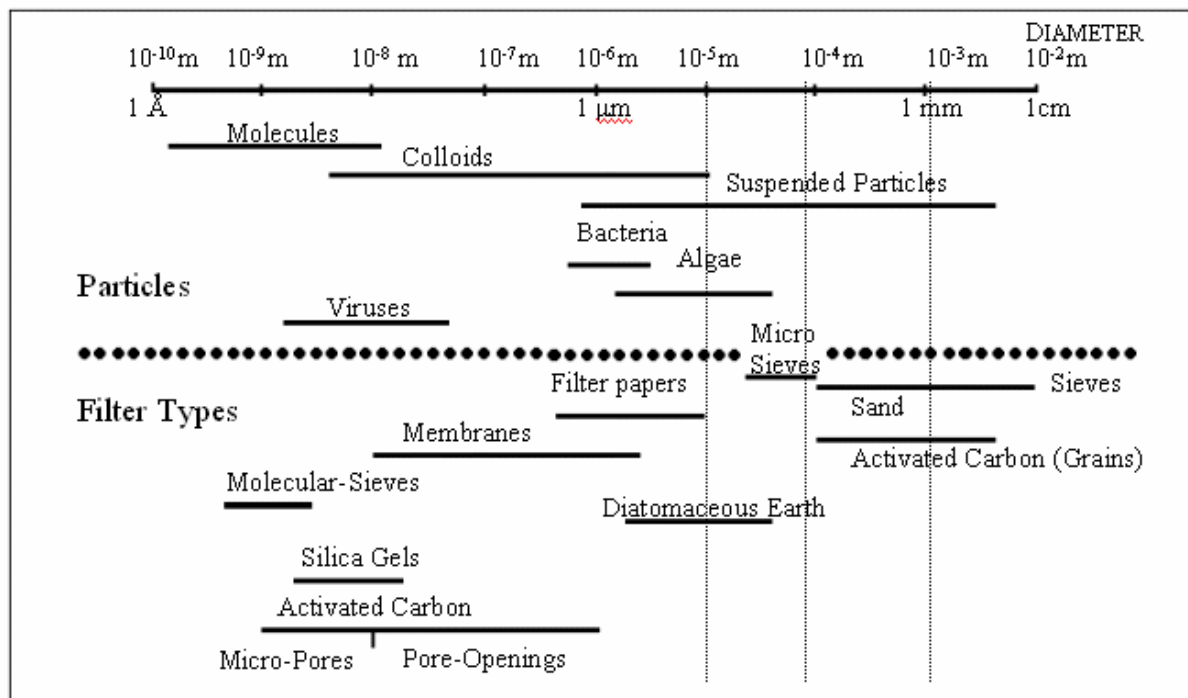 DIAMETER
10⁻¹⁰m 10⁻⁹m 10⁻⁸ m 10⁻⁷m 10⁻⁶m 10⁻⁵m 10⁻⁴m 10⁻³m 10⁻²m
1 Å 1 µm 1 mm 1cm
Molecules
Colloids
Suspended Particles
Bacteria
Algae
Particles
Viruses
Micro
Sieves
Filter papers
Sieves
Filter Types
Sand
Membranes
Activated Carbon (Grains)
Molecular-Sieves
Diatomaceous Earth
Silica Gels
Activated Carbon
Micro-Pores Pore-Openings